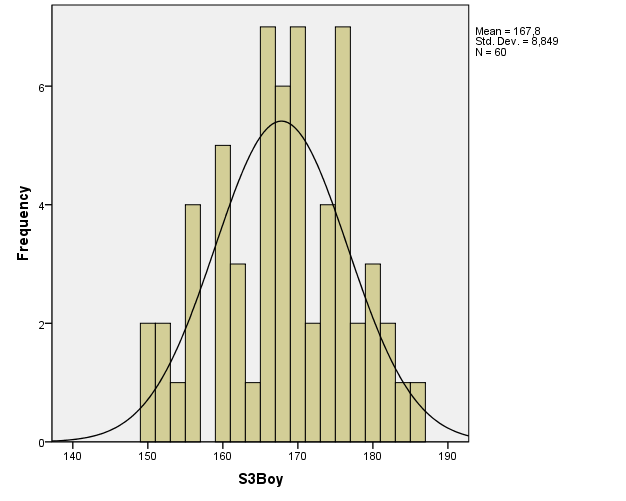 Mean = 167,8
Std. Dev. = 8,849
N = 60
Frequency
6
4
2
0
140 150 160 170 180 190
S3Boy